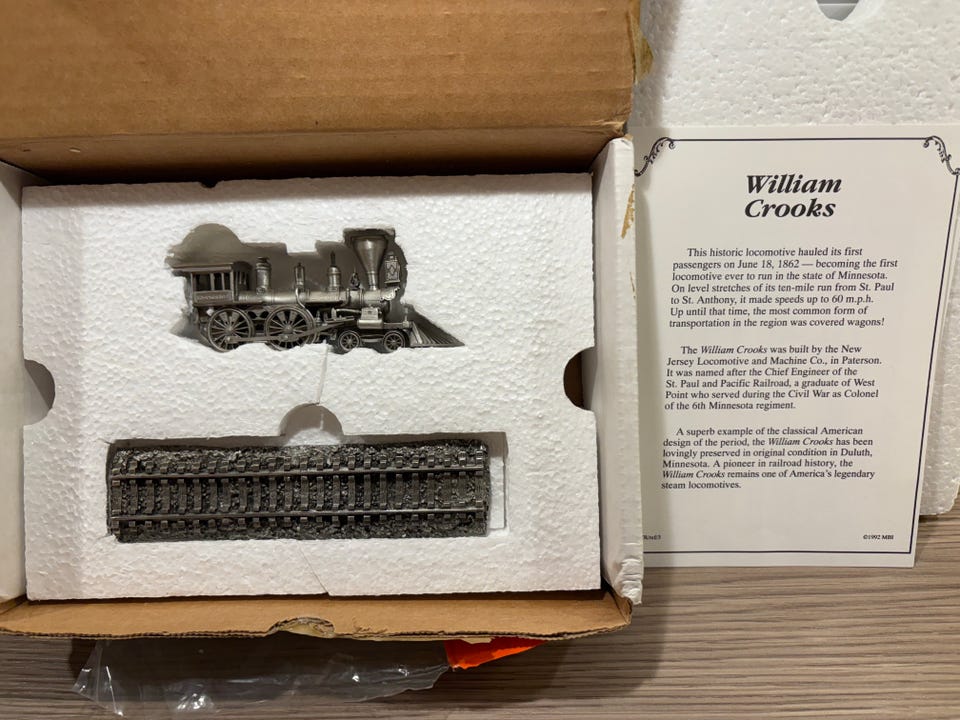 William
Crooks
This historic locomotive hauled its first
passengers on June 18, 1862 — becoming the first
locomotive ever to run in the state of Minnesota.
On level stretches of its ten-mile run from St. Paul
to St. Anthony, it made speeds up to 60 m.p.h.
Up until that time, the most common form of
transportation in the region was covered wagons!
The William Crooks was built by the New
Jersey Locomotive and Machine Co., in Paterson.
It was named after the Chief Engineer of the
St. Paul and Pacific Railroad, a graduate of West
Point who served during the Civil War as Colonel
of the 6th Minnesota regiment.
A superb example of the classical American
design of the period, the William Crooks has been
lovingly preserved in original condition in Duluth,
Minnesota. A pioneer in railroad history, the
William Crooks remains one of America's legendary
steam locomotives.
©1992 MBI